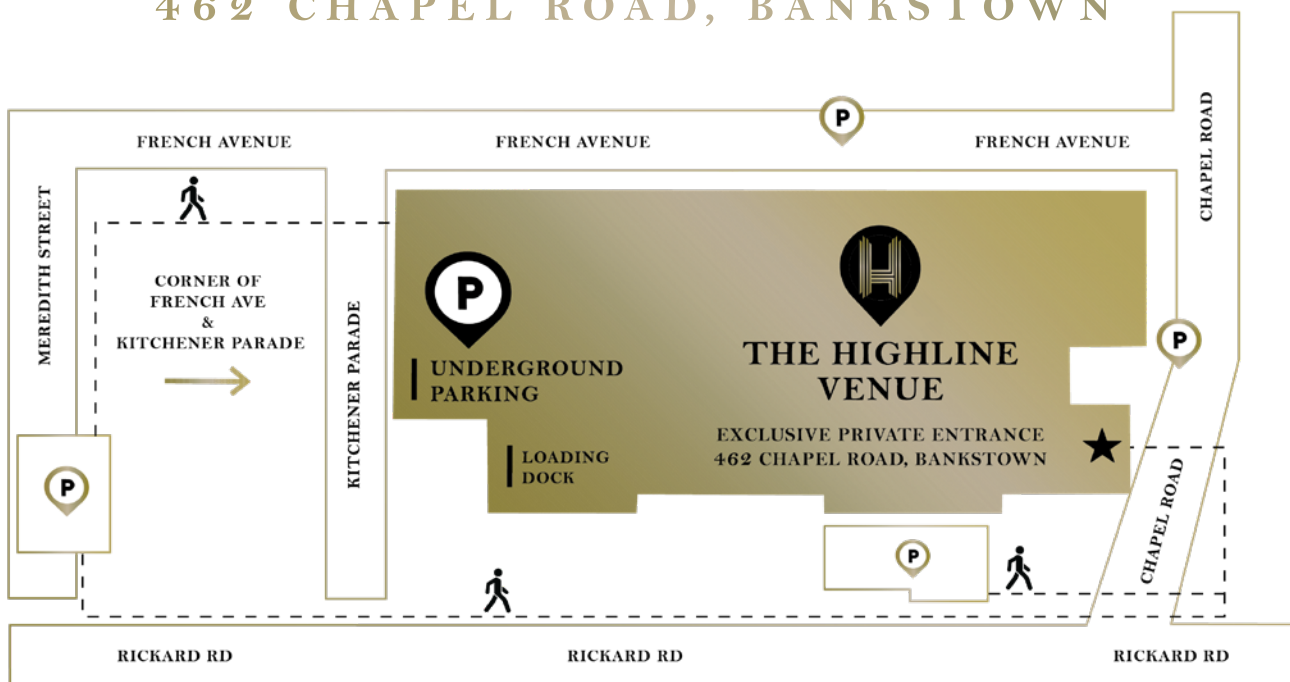 462 CHAPEL ROAD, BANKSTOWN
P
FRENCH AVENUE
FRENCH AVENUE
FRENCH AVENUE
CHAPEL ROAD
MEREDITH STREET
CORNER OF
FRENCH AVE
&
KITCHENER PARADE
KITCHENER PARADE
P
UNDERGROUND
PARKING
LOADING
DOCK
H
THE HIGHLINE
VENUE
EXCLUSIVE PRIVATE ENTRANCE
462 CHAPEL ROAD, BANKSTOWN
P
P
P
CHAPEL ROAD
RICKARD RD
RICKARD RD
RICKARD RD